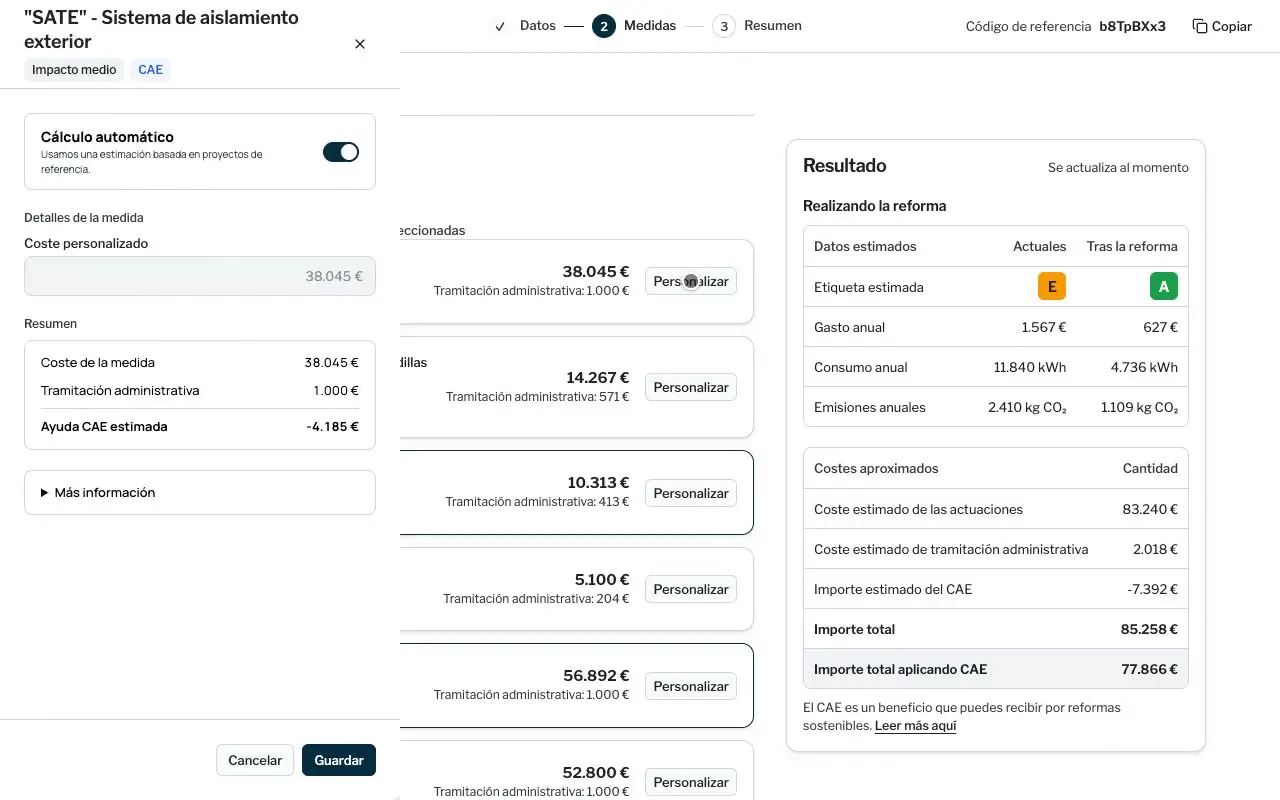 "SATE" - Sistema de aislamiento
exterior
Impacto medio
CAE
Cálculo automático
Usamos una estimación basada en proyectos de
referencia.
Detalles de la medida
Coste personalizado
38.045 €
Resumen
Coste de la medida 38.045 €
Tramitación administrativa 1.000 €
Ayuda CAE estimada -4.185 €
Más información
Cancelar
Guardar
Datos
2 Medidas
3 Resumen
Código de referencia b8TpBXx3
Copiar
eccionadas
38.045 €
Tramitación administrativa: 1.000 €
Personalizar
dillas
14.267 €
Tramitación administrativa: 571 €
Personalizar
10.313 €
Tramitación administrativa: 413 €
Personalizar
5.100 €
Tramitación administrativa: 204 €
Personalizar
56.892 €
Tramitación administrativa: 1.000 €
Personalizar
52.800 €
Tramitación administrativa: 1.000 €
Personalizar
Resultado
Se actualiza al momento
Realizando la reforma
Datos estimados Actuales Tras la reforma
Etiqueta estimada E A
Gasto anual 1.567 € 627 €
Consumo anual 11.840 kWh 4.736 kWh
Emisiones anuales 2.410 kg CO₂ 1.109 kg CO₂
Costes aproximados Cantidad
Coste estimado de las actuaciones 83.240 €
Coste estimado de tramitación administrativa 2.018 €
Importe estimado del CAE -7.392 €
Importe total 85.258 €
Importe total aplicando CAE 77.866 €
El CAE es un beneficio que puedes recibir por reformas
sostenibles. Leer más aquí